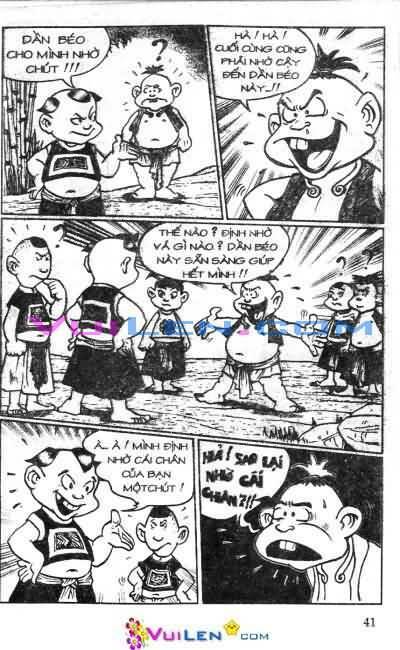 DẦN BÉO
CHO MÌNH NHỜ
CHÚT !!!
?
HÀ ! HÀ !
CUỐI CÙNG CŨNG
PHẢI NHỜ CẬY
ĐẾN DẦN BÉO
NÀY..!!
THẾ NÀO ? ĐỊNH NHỜ
VẢ GÌ NÀO ? DẦN BÉO
NÀY SẴN SÀNG GIÚP
HẾT MÌNH !!
VUILEN.COM
À.. À ! MÌNH ĐỊNH
NHỜ CÁI CHÂN
CỦA BẠN
MỘT CHÚT !
HẢ ! SAO LẠI
NHỜ CÁI
CHÂN ?!!
41
VUILEN.COM